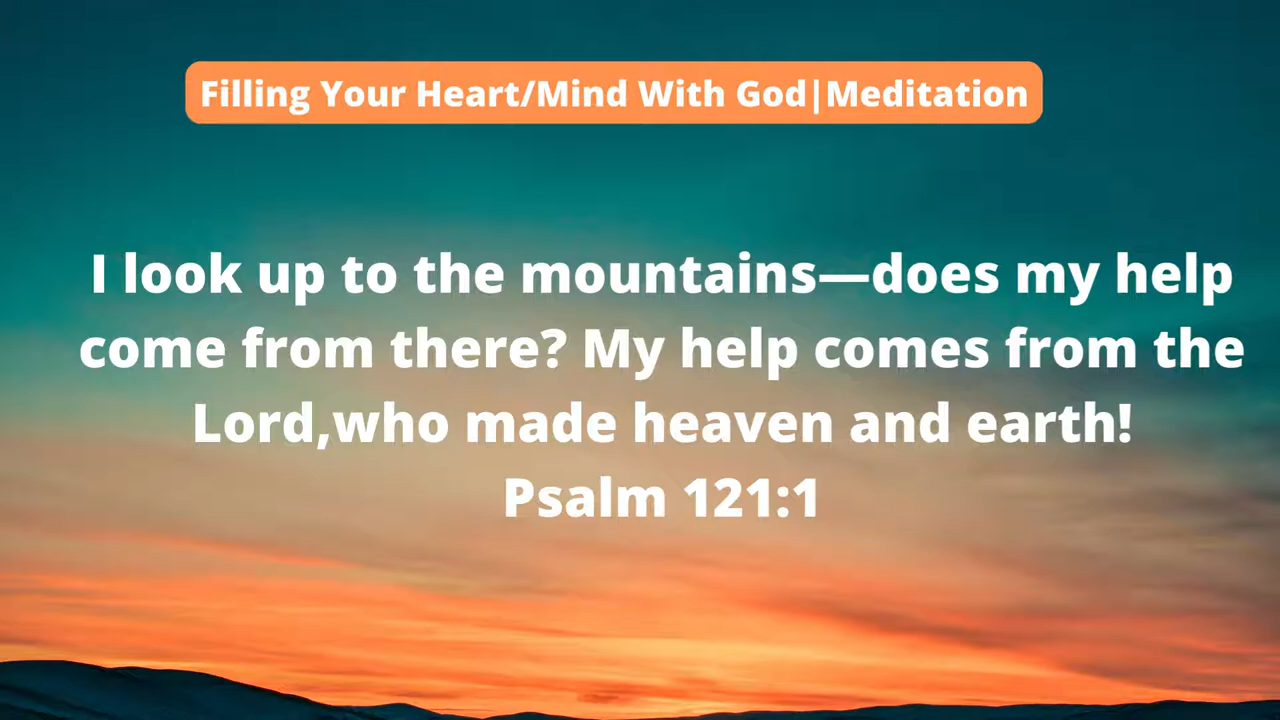 Filling Your Heart/Mind With God|Meditation
I look up to the mountains—does my help
come from there? My help comes from the
Lord,who made heaven and earth!
Psalm 121:1